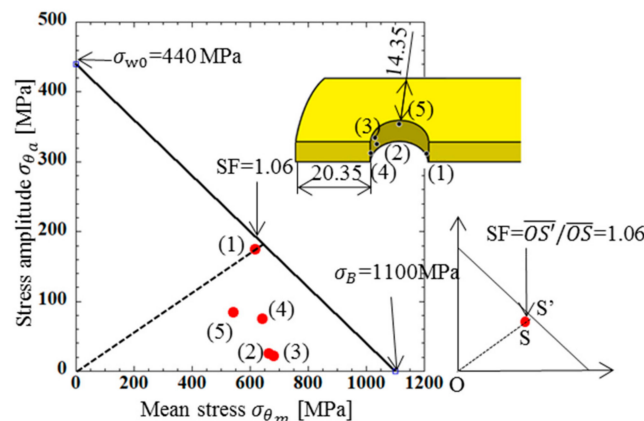 500
400
300
200
100
0
Stress amplitude σθa [MPa]
σw0=440 MPa
SF=1.06
(1)
(5)
(4)
(2)
(3)
σB=1100MPa
0 200 400 600 800 1000 1200
Mean stress σθm [MPa]
14.35
(5)
(3)
(2)
(4)
(1)
20.35
SF=OS'/OS=1.06
S'
S
O